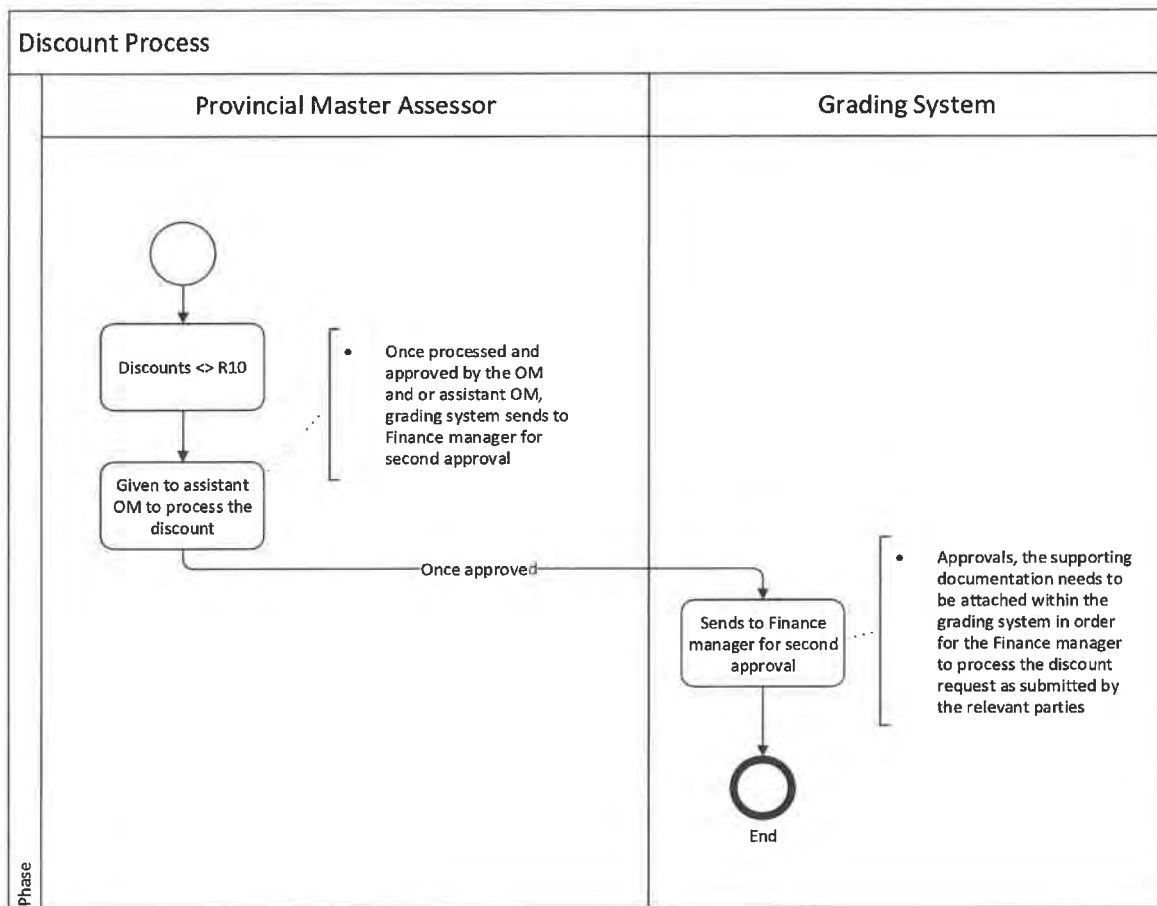 Discount Process
Provincial Master Assessor
Grading System
Discounts <> R10
• Once processed and
approved by the OM
and or assistant OM,
grading system sends to
Finance manager for
second approval
Given to assistant
OM to process the
discount
Once approved
• Approvals, the supporting
documentation needs to
be attached within the
grading system in order
for the Finance manager
to process the discount
request as submitted by
the relevant parties
Sends to Finance
manager for second
approval
End
Phase